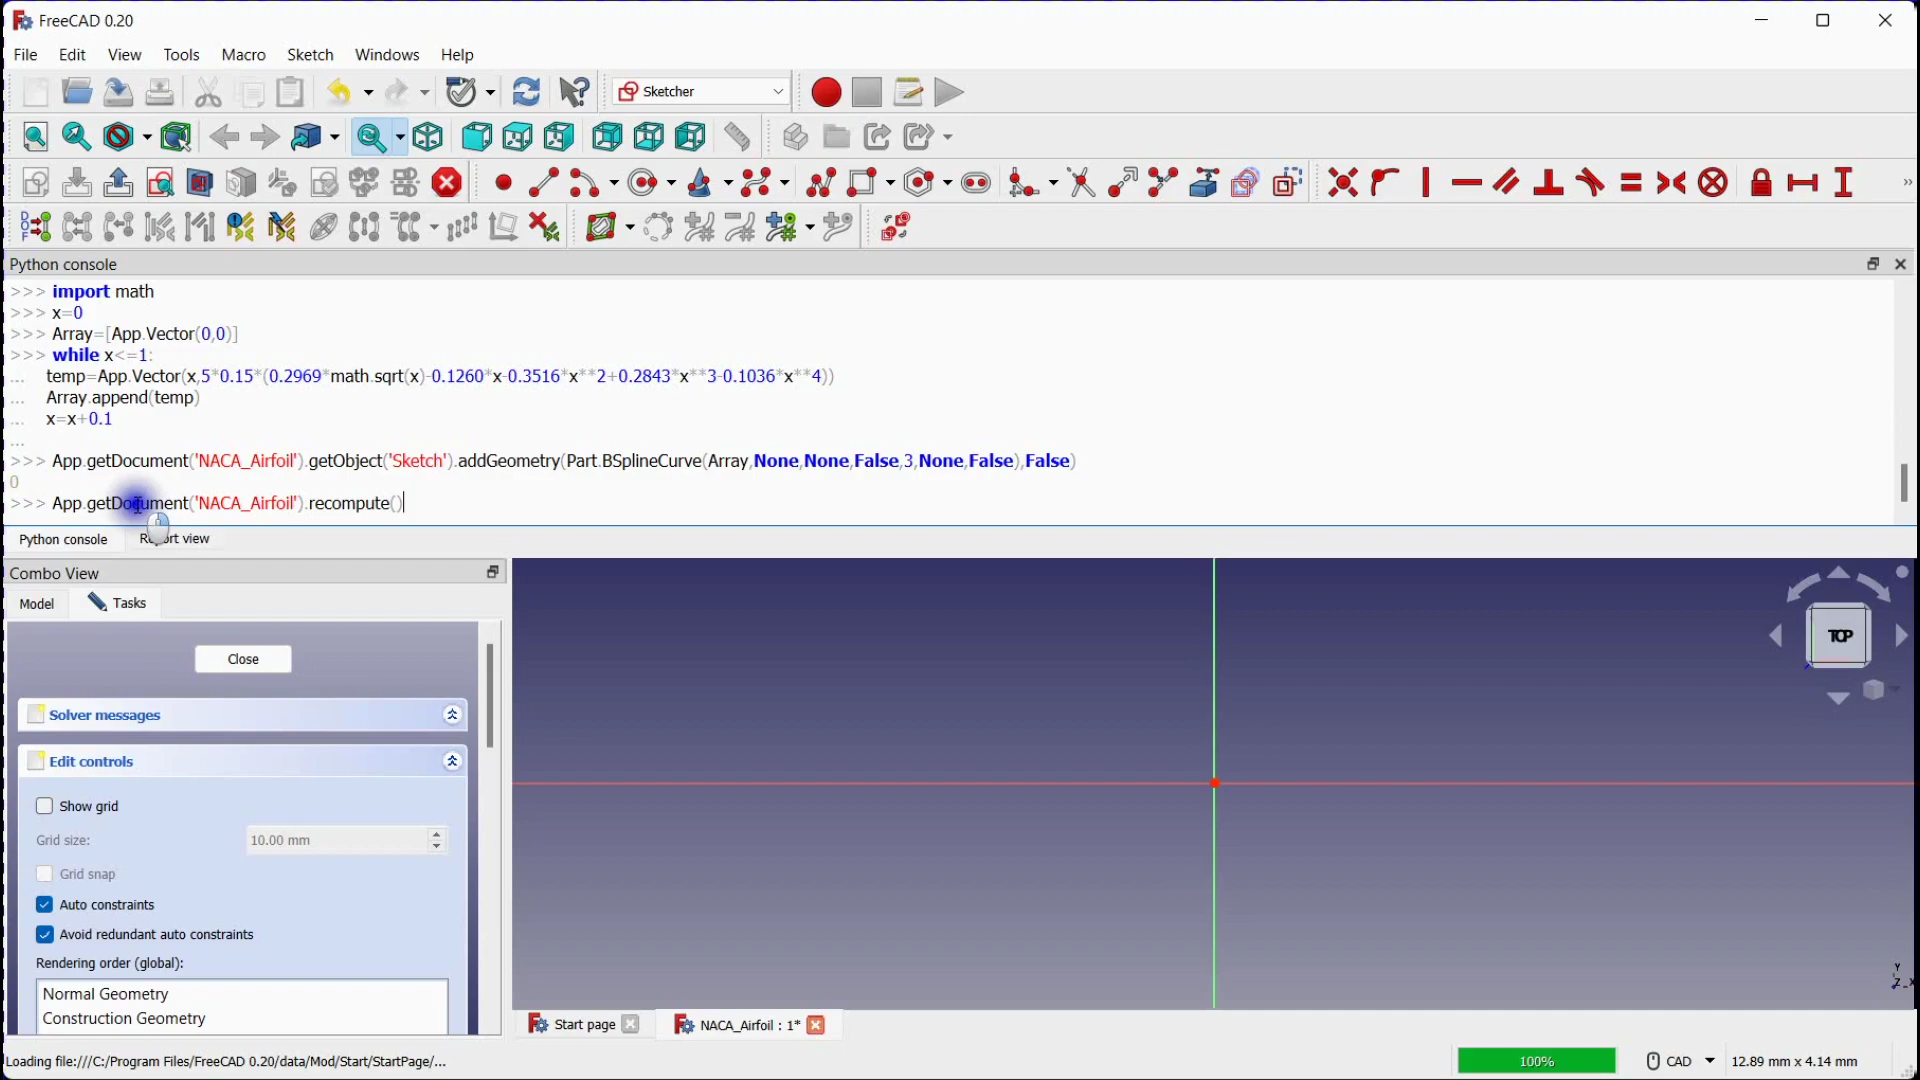 FreeCAD 0.20
File Edit View Tools Macro Sketch Windows Help
Sketcher
Python console
>>> import math
>>> x=0
>>> Array=[App.Vector(0,0)]
>>> while x<=1:
... temp=App.Vector(x,5*0.15*(0.2969*math.sqrt(x)-0.1260*x-0.3516*x**2+0.2843*x**3-0.1036*x**4))
... Array.append(temp)
... x=x+0.1
...
>>> App.getDocument('NACA_Airfoil').getObject('Sketch').addGeometry(Part.BSplineCurve(Array,None,None,False,3,None,False),False)
0
>>> App.getDocument('NACA_Airfoil').recompute()
Python console Report view
Combo View
Model Tasks
Close
Solver messages
Edit controls
Show grid
Grid size: 10.00 mm
Grid snap
Auto constraints
Avoid redundant auto constraints
Rendering order (global):
Normal Geometry
Construction Geometry
TOP
Y
Z X
Start page NACA_Airfoil : 1*
Loading file:///C:/Program Files/FreeCAD 0.20/data/Mod/Start/StartPage/...
100% CAD 12.89 mm x 4.14 mm